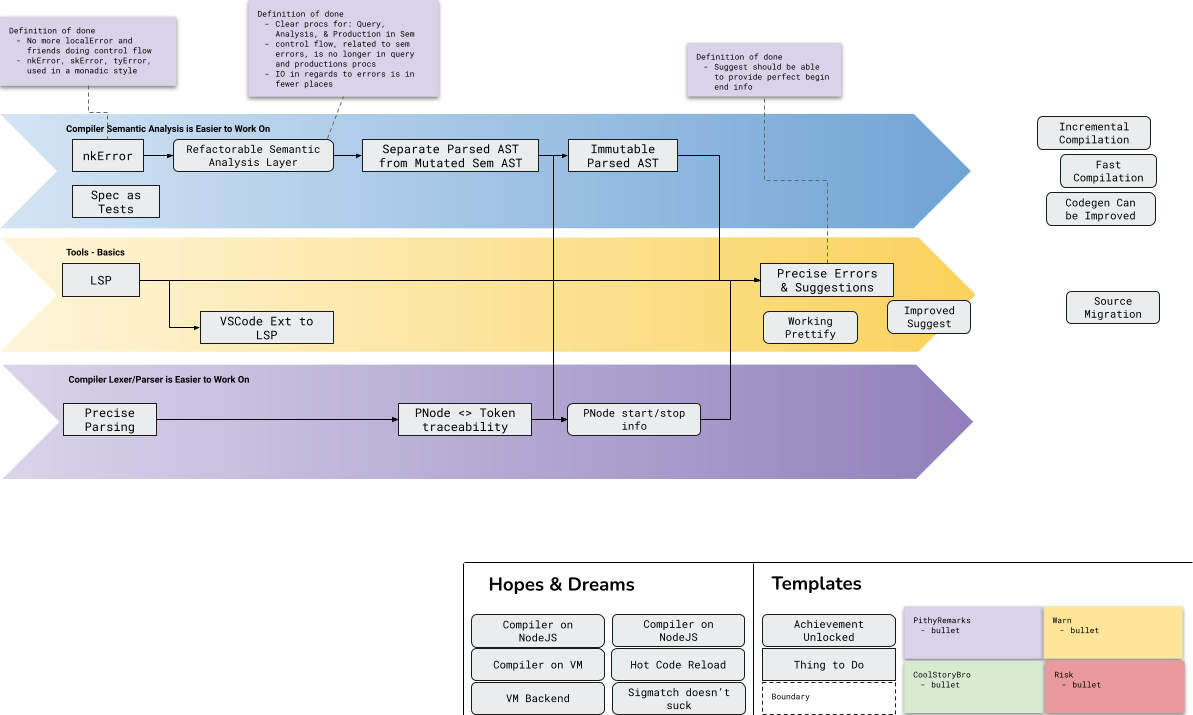 Definition of done
- No more localError and
friends doing control flow
- nkError, skError, tyError,
used in a monadic style
Definition of done
- Clear procs for: Query,
Analysis, & Production in Sem
- control flow, related to sem
errors, is no longer in query
and productions procs
- IO in regards to errors is in
fewer places
Definition of done
- Suggest should be able
to provide perfect begin
end info
Compiler Semantic Analysis is Easier to Work On
nkError
Refactorable Semantic
Analysis Layer
Separate Parsed AST
from Mutated Sem AST
Immutable
Parsed AST
Spec as
Tests
Incremental
Compilation
Fast
Compilation
Codegen Can
be Improved
Tools - Basics
LSP
VSCode Ext to
LSP
Precise Errors
& Suggestions
Working
Prettify
Improved
Suggest
Source
Migration
Compiler Lexer/Parser is Easier to Work On
Precise
Parsing
PNode <> Token
traceability
PNode start/stop
info
Hopes & Dreams
Compiler on
NodeJS
Compiler on
NodeJS
Compiler on VM
Hot Code Reload
VM Backend
Sigmatch doesn't
suck
Templates
Achievement
Unlocked
Thing to Do
Boundary
PithyRemarks
- bullet
Warn
- bullet
CoolStoryBro
- bullet
Risk
- bullet